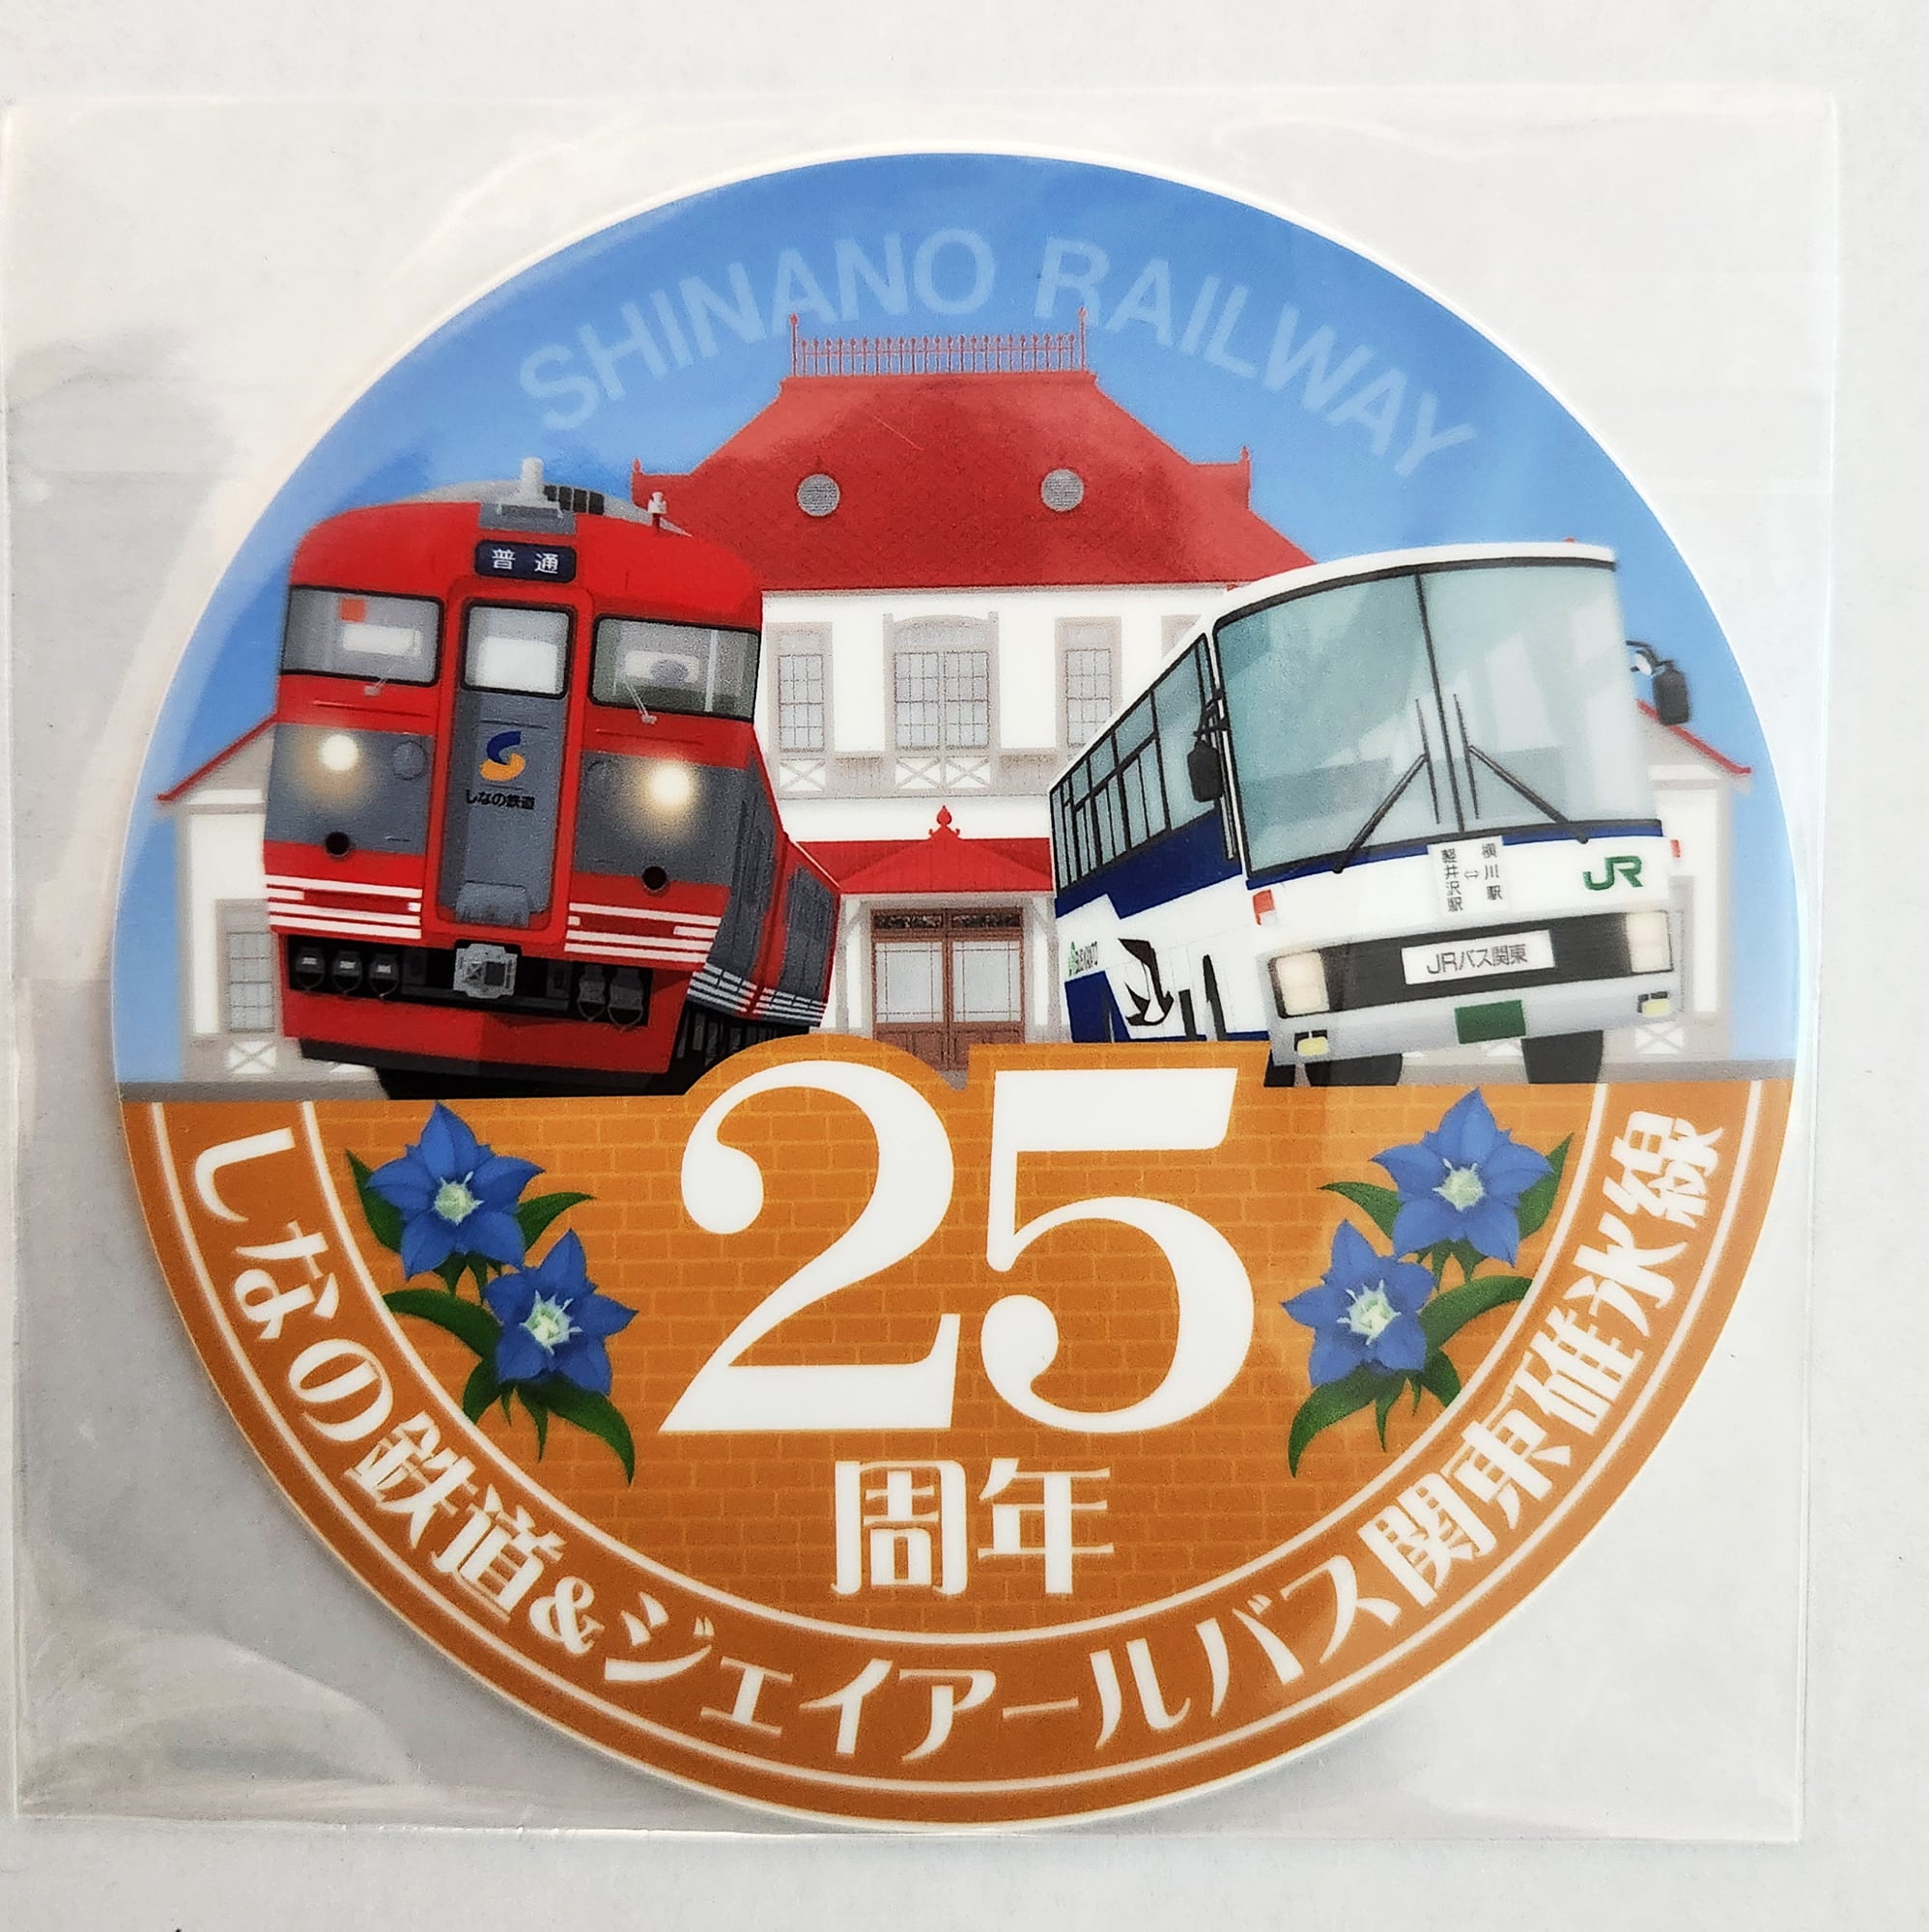 SHINANO RAILWAY
普通
しなの鉄道
軽井沢駅⇔横川駅
JR
JRバス関東
25
周年
しなの鉄道&ジェイアールバス関東碓氷線